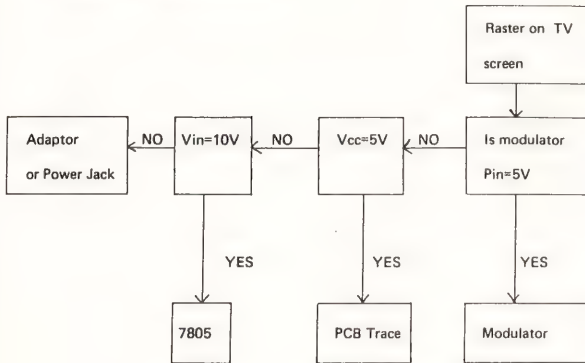 Raster on TV
screen
Adaptor
or Power Jack
NO
Vin=10V
NO
Vcc=5V
NO
Is modulator
Pin=5V
YES
YES
YES
7805
PCB Trace
Modulator